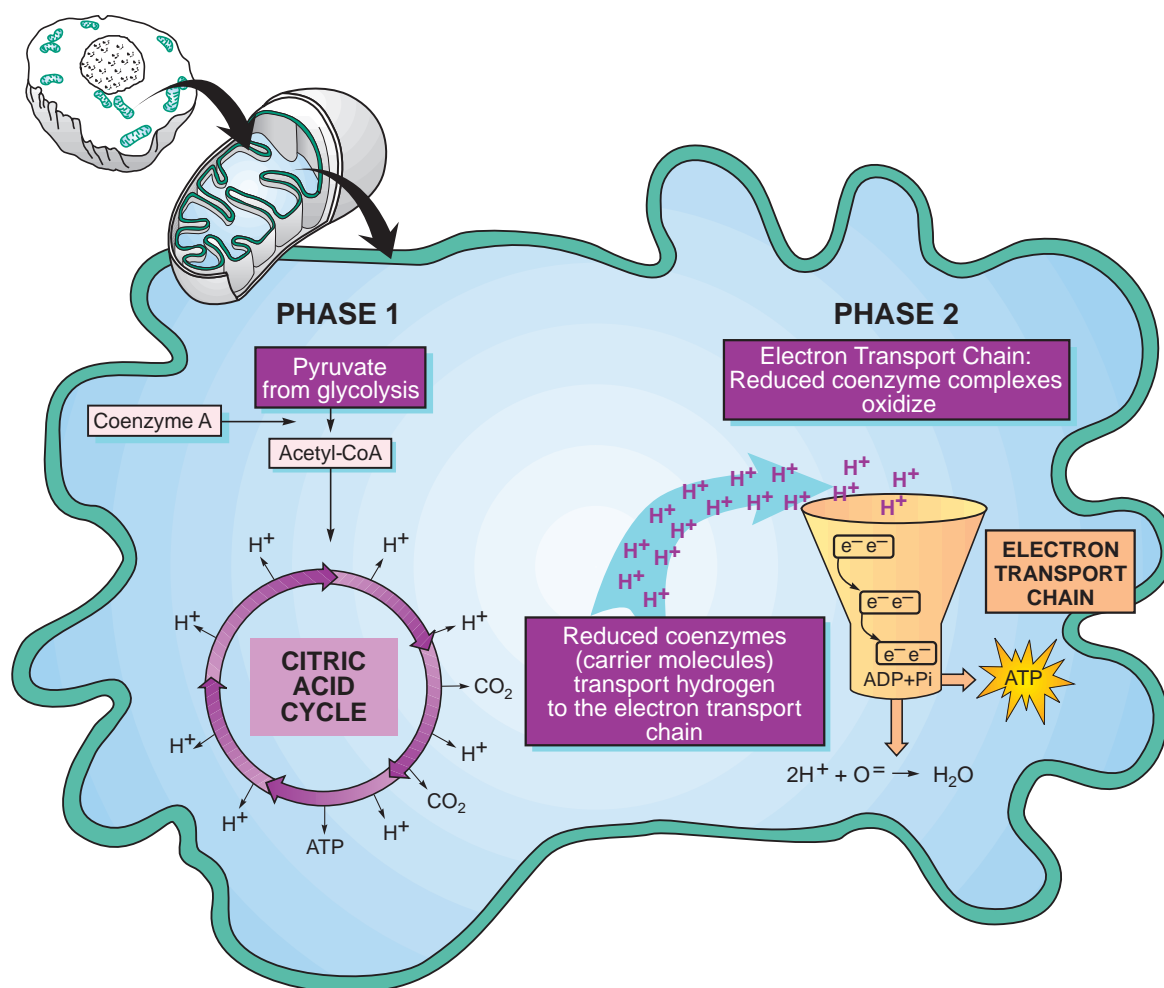 PHASE 1
Pyruvate
from glycolysis
Coenzyme A
Acetyl-CoA
H⁺
H⁺
H⁺
H⁺
CITRIC
ACID
CYCLE
CO₂
H⁺
H⁺
CO₂
H⁺
H⁺
ATP
PHASE 2
Electron Transport Chain:
Reduced coenzyme complexes
oxidize
H⁺ H⁺ H⁺ H⁺ H⁺
H⁺ H⁺ H⁺ H⁺ H⁺
H⁺ H⁺ H⁺ H⁺
H⁺ H⁺ H⁺
Reduced coenzymes
(carrier molecules)
transport hydrogen
to the electron transport
chain
e⁻ e⁻
e⁻ e⁻
e⁻ e⁻
ADP+Pi
ELECTRON
TRANSPORT
CHAIN
ATP
2H⁺ + O⁼ → H₂O